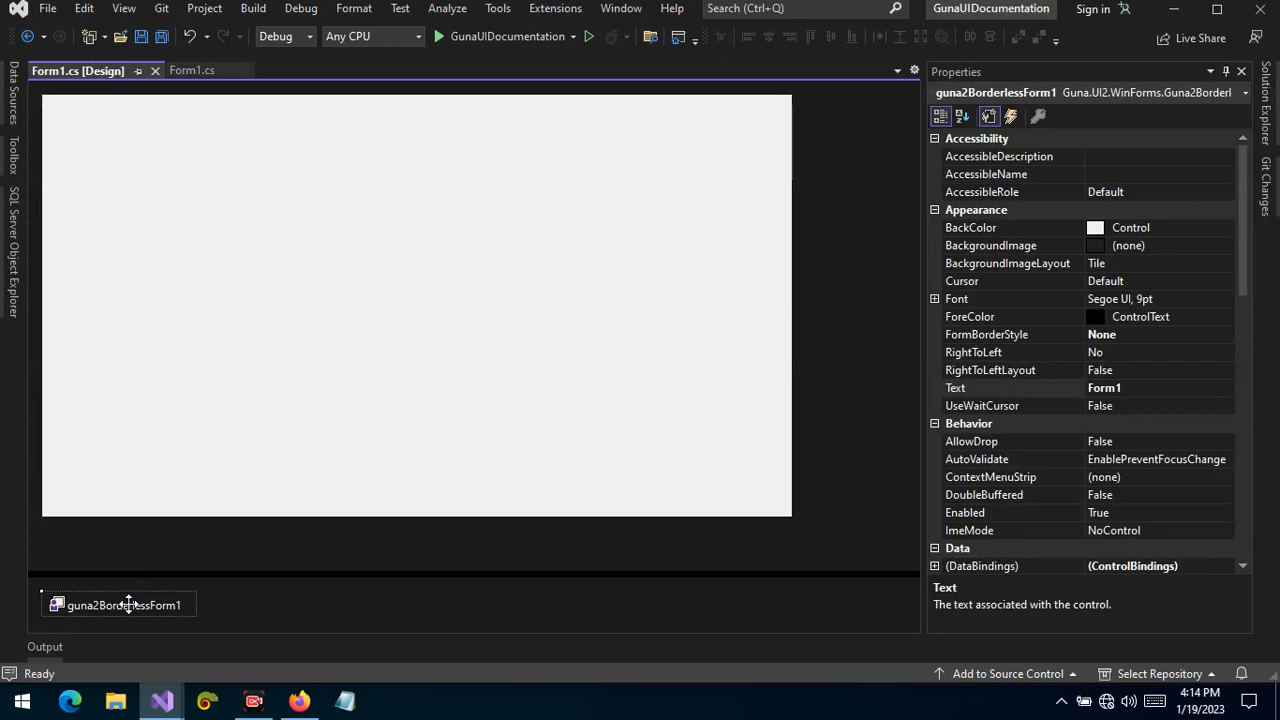 File Edit View Git Project Build Debug Format Test Analyze Tools Extensions Window Help Search (Ctrl+Q) GunaUIDocumentation Sign in
Debug Any CPU GunaUIDocumentation Live Share
Form1.cs [Design] Form1.cs
Data Sources
Toolbox
SQL Server Object Explorer
guna2BorderlessForm1
Output
Properties
guna2BorderlessForm1 Guna.UI2.WinForms.Guna2Borderl
Accessibility
AccessibleDescription
AccessibleName
AccessibleRole Default
Appearance
BackColor Control
BackgroundImage (none)
BackgroundImageLayout Tile
Cursor Default
Font Segoe UI, 9pt
ForeColor ControlText
FormBorderStyle None
RightToLeft No
RightToLeftLayout False
Text Form1
UseWaitCursor False
Behavior
AllowDrop False
AutoValidate EnablePreventFocusChange
ContextMenuStrip (none)
DoubleBuffered False
Enabled True
ImeMode NoControl
Data
(DataBindings) (ControlBindings)
Text
The text associated with the control.
Solution Explorer
Git Changes
Ready Add to Source Control Select Repository
4:14 PM
1/19/2023